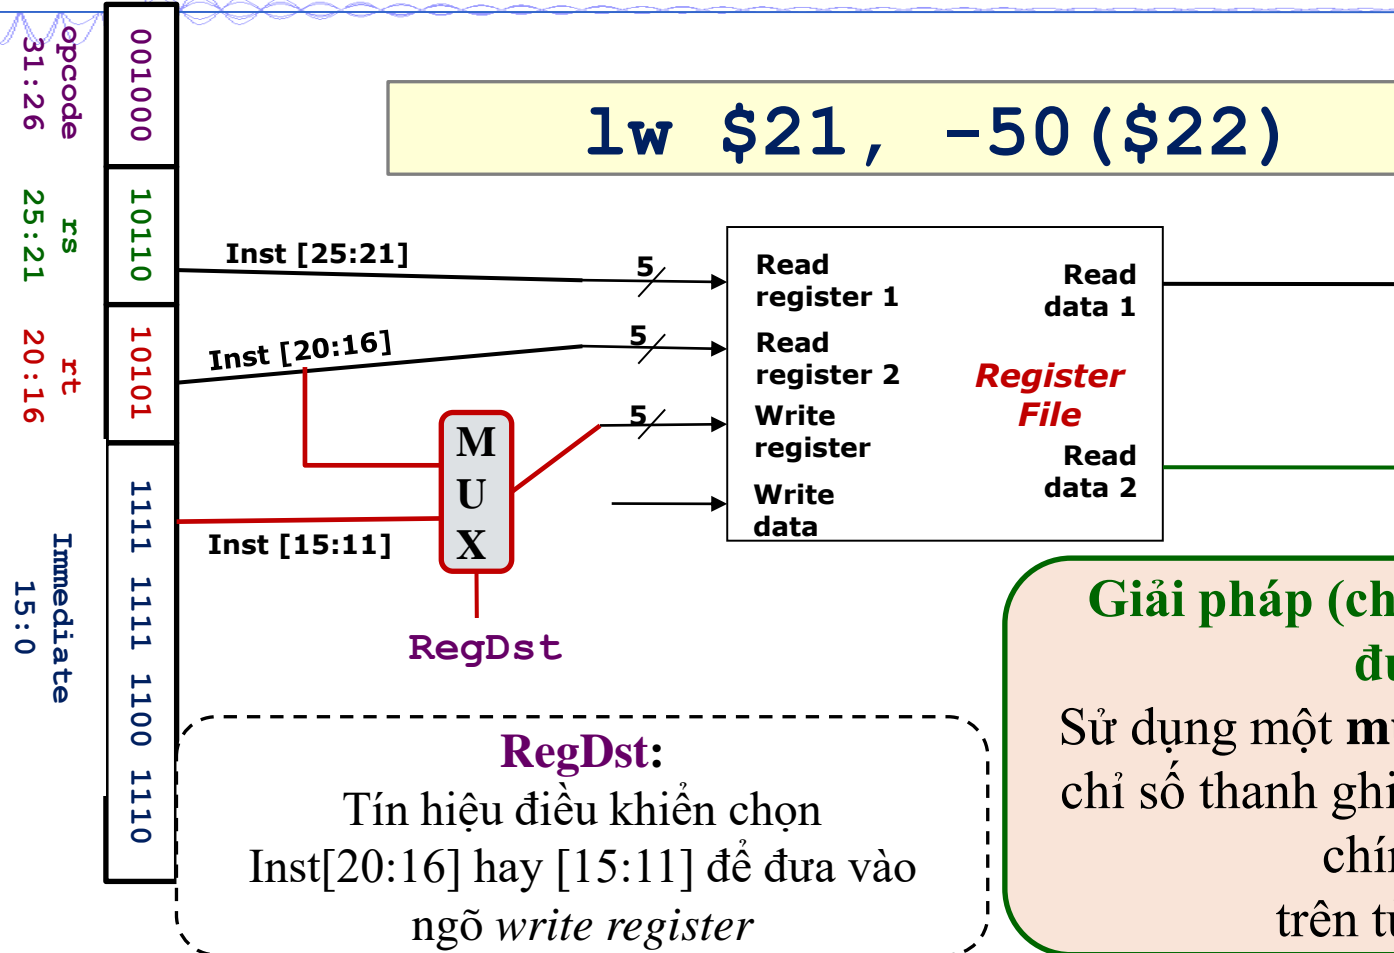 opcode
31:26
001000
rs
25:21
10110
rt
20:16
10101
Immediate
15:0
1111 1111 1100 1110
lw $21, -50($22)
Inst [25:21]
5
Inst [20:16]
5
5
Inst [15:11]
M
U
X
RegDst
Read
register 1
Read
register 2
Write
register
Write
data
Read
data 1
Register
File
Read
data 2
RegDst:
Tín hiệu điều khiển chọn
Inst[20:16] hay [15:11] để đưa vào
ngõ write register
Giải pháp (ch
Sử dụng một
chỉ số thanh ghi
trên